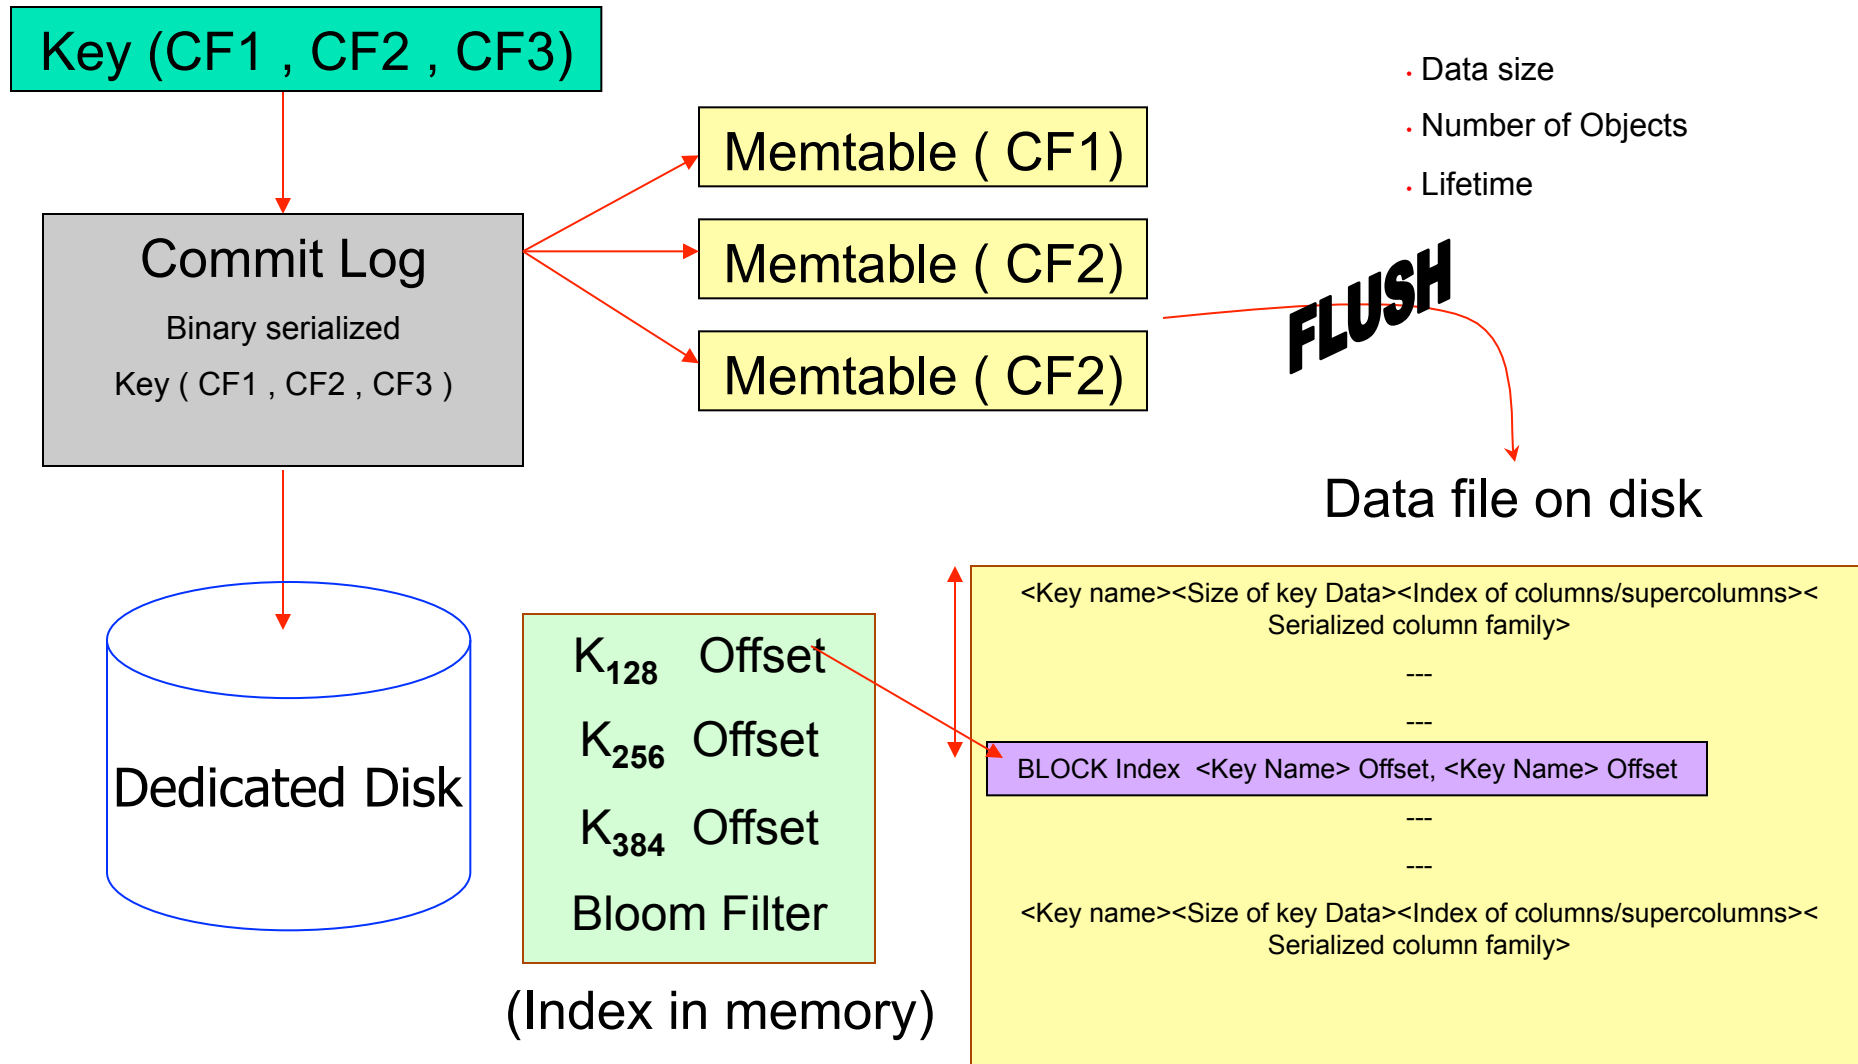 Key (CF1 , CF2 , CF3)
Commit Log
Binary serialized
Key ( CF1 , CF2 , CF3 )
Dedicated Disk
Memtable ( CF1)
Memtable ( CF2)
Memtable ( CF2)
• Data size
• Number of Objects
• Lifetime
FLUSH
Data file on disk
K128 Offset
K256 Offset
K384 Offset
Bloom Filter
(Index in memory)
<Key name><Size of key Data><Index of columns/supercolumns><
Serialized column family>
---
---
BLOCK Index <Key Name> Offset, <Key Name> Offset
---
---
<Key name><Size of key Data><Index of columns/supercolumns><
Serialized column family>